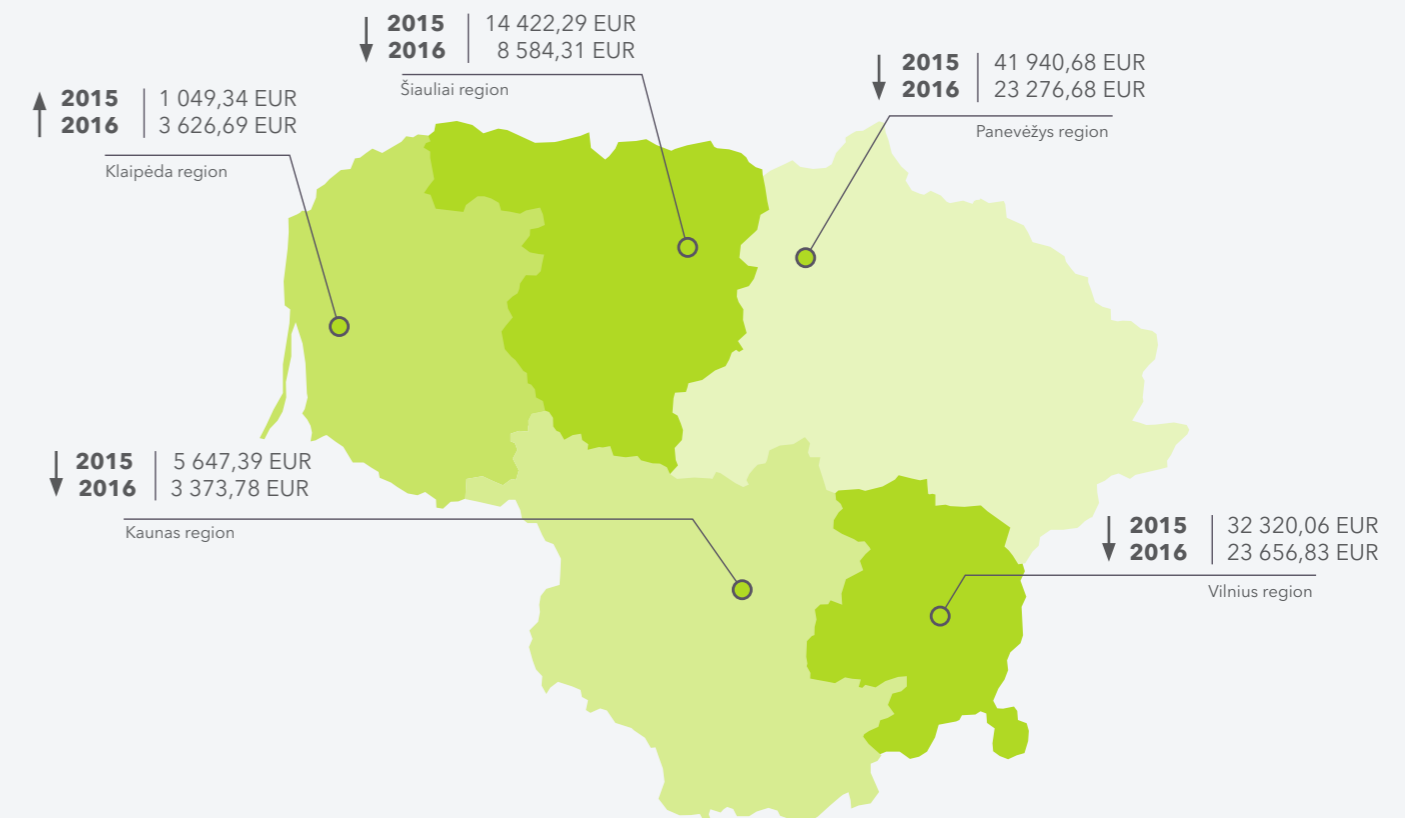 2015 14 422,29 EUR
2016 8 584,31 EUR
Šiauliai region
2015 41 940,68 EUR
2016 23 276,68 EUR
Panevėžys region
2015 1 049,34 EUR
2016 3 626,69 EUR
Klaipėda region
2015 5 647,39 EUR
2016 3 373,78 EUR
Kaunas region
2015 32 320,06 EUR
2016 23 656,83 EUR
Vilnius region